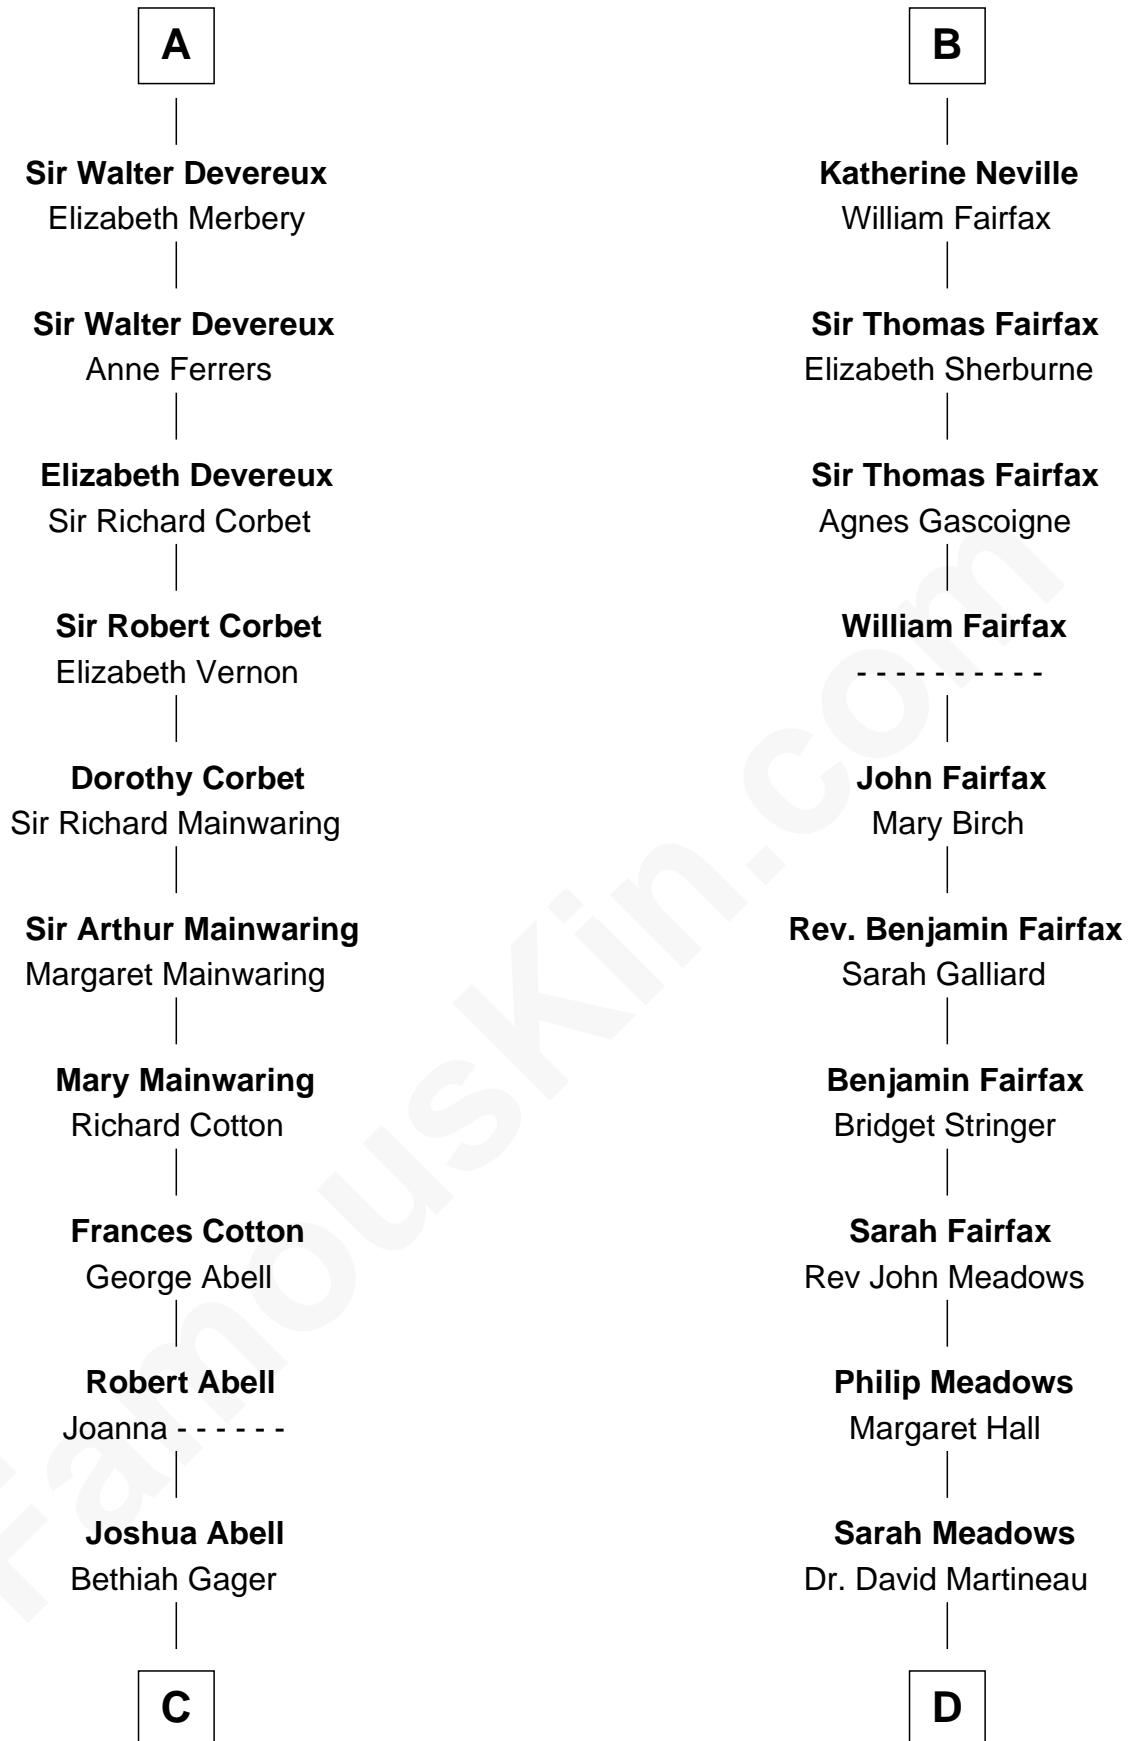 A
Sir Walter Devereux
Elizabeth Merbery
Sir Walter Devereux
Anne Ferrers
Elizabeth Devereux
Sir Richard Corbet
Sir Robert Corbet
Elizabeth Vernon
Dorothy Corbet
Sir Richard Mainwaring
Sir Arthur Mainwaring
Margaret Mainwaring
Mary Mainwaring
Richard Cotton
Frances Cotton
George Abell
Robert Abell
Joanna - - - - - -
Joshua Abell
Bethiah Gager
C
B
Katherine Neville
William Fairfax
Sir Thomas Fairfax
Elizabeth Sherburne
Sir Thomas Fairfax
Agnes Gascoigne
William Fairfax
- - - - - - - - - -
John Fairfax
Mary Birch
Rev. Benjamin Fairfax
Sarah Galliard
Benjamin Fairfax
Bridget Stringer
Sarah Fairfax
Rev John Meadows
Philip Meadows
Margaret Hall
Sarah Meadows
Dr. David Martineau
D
FamousKin.com